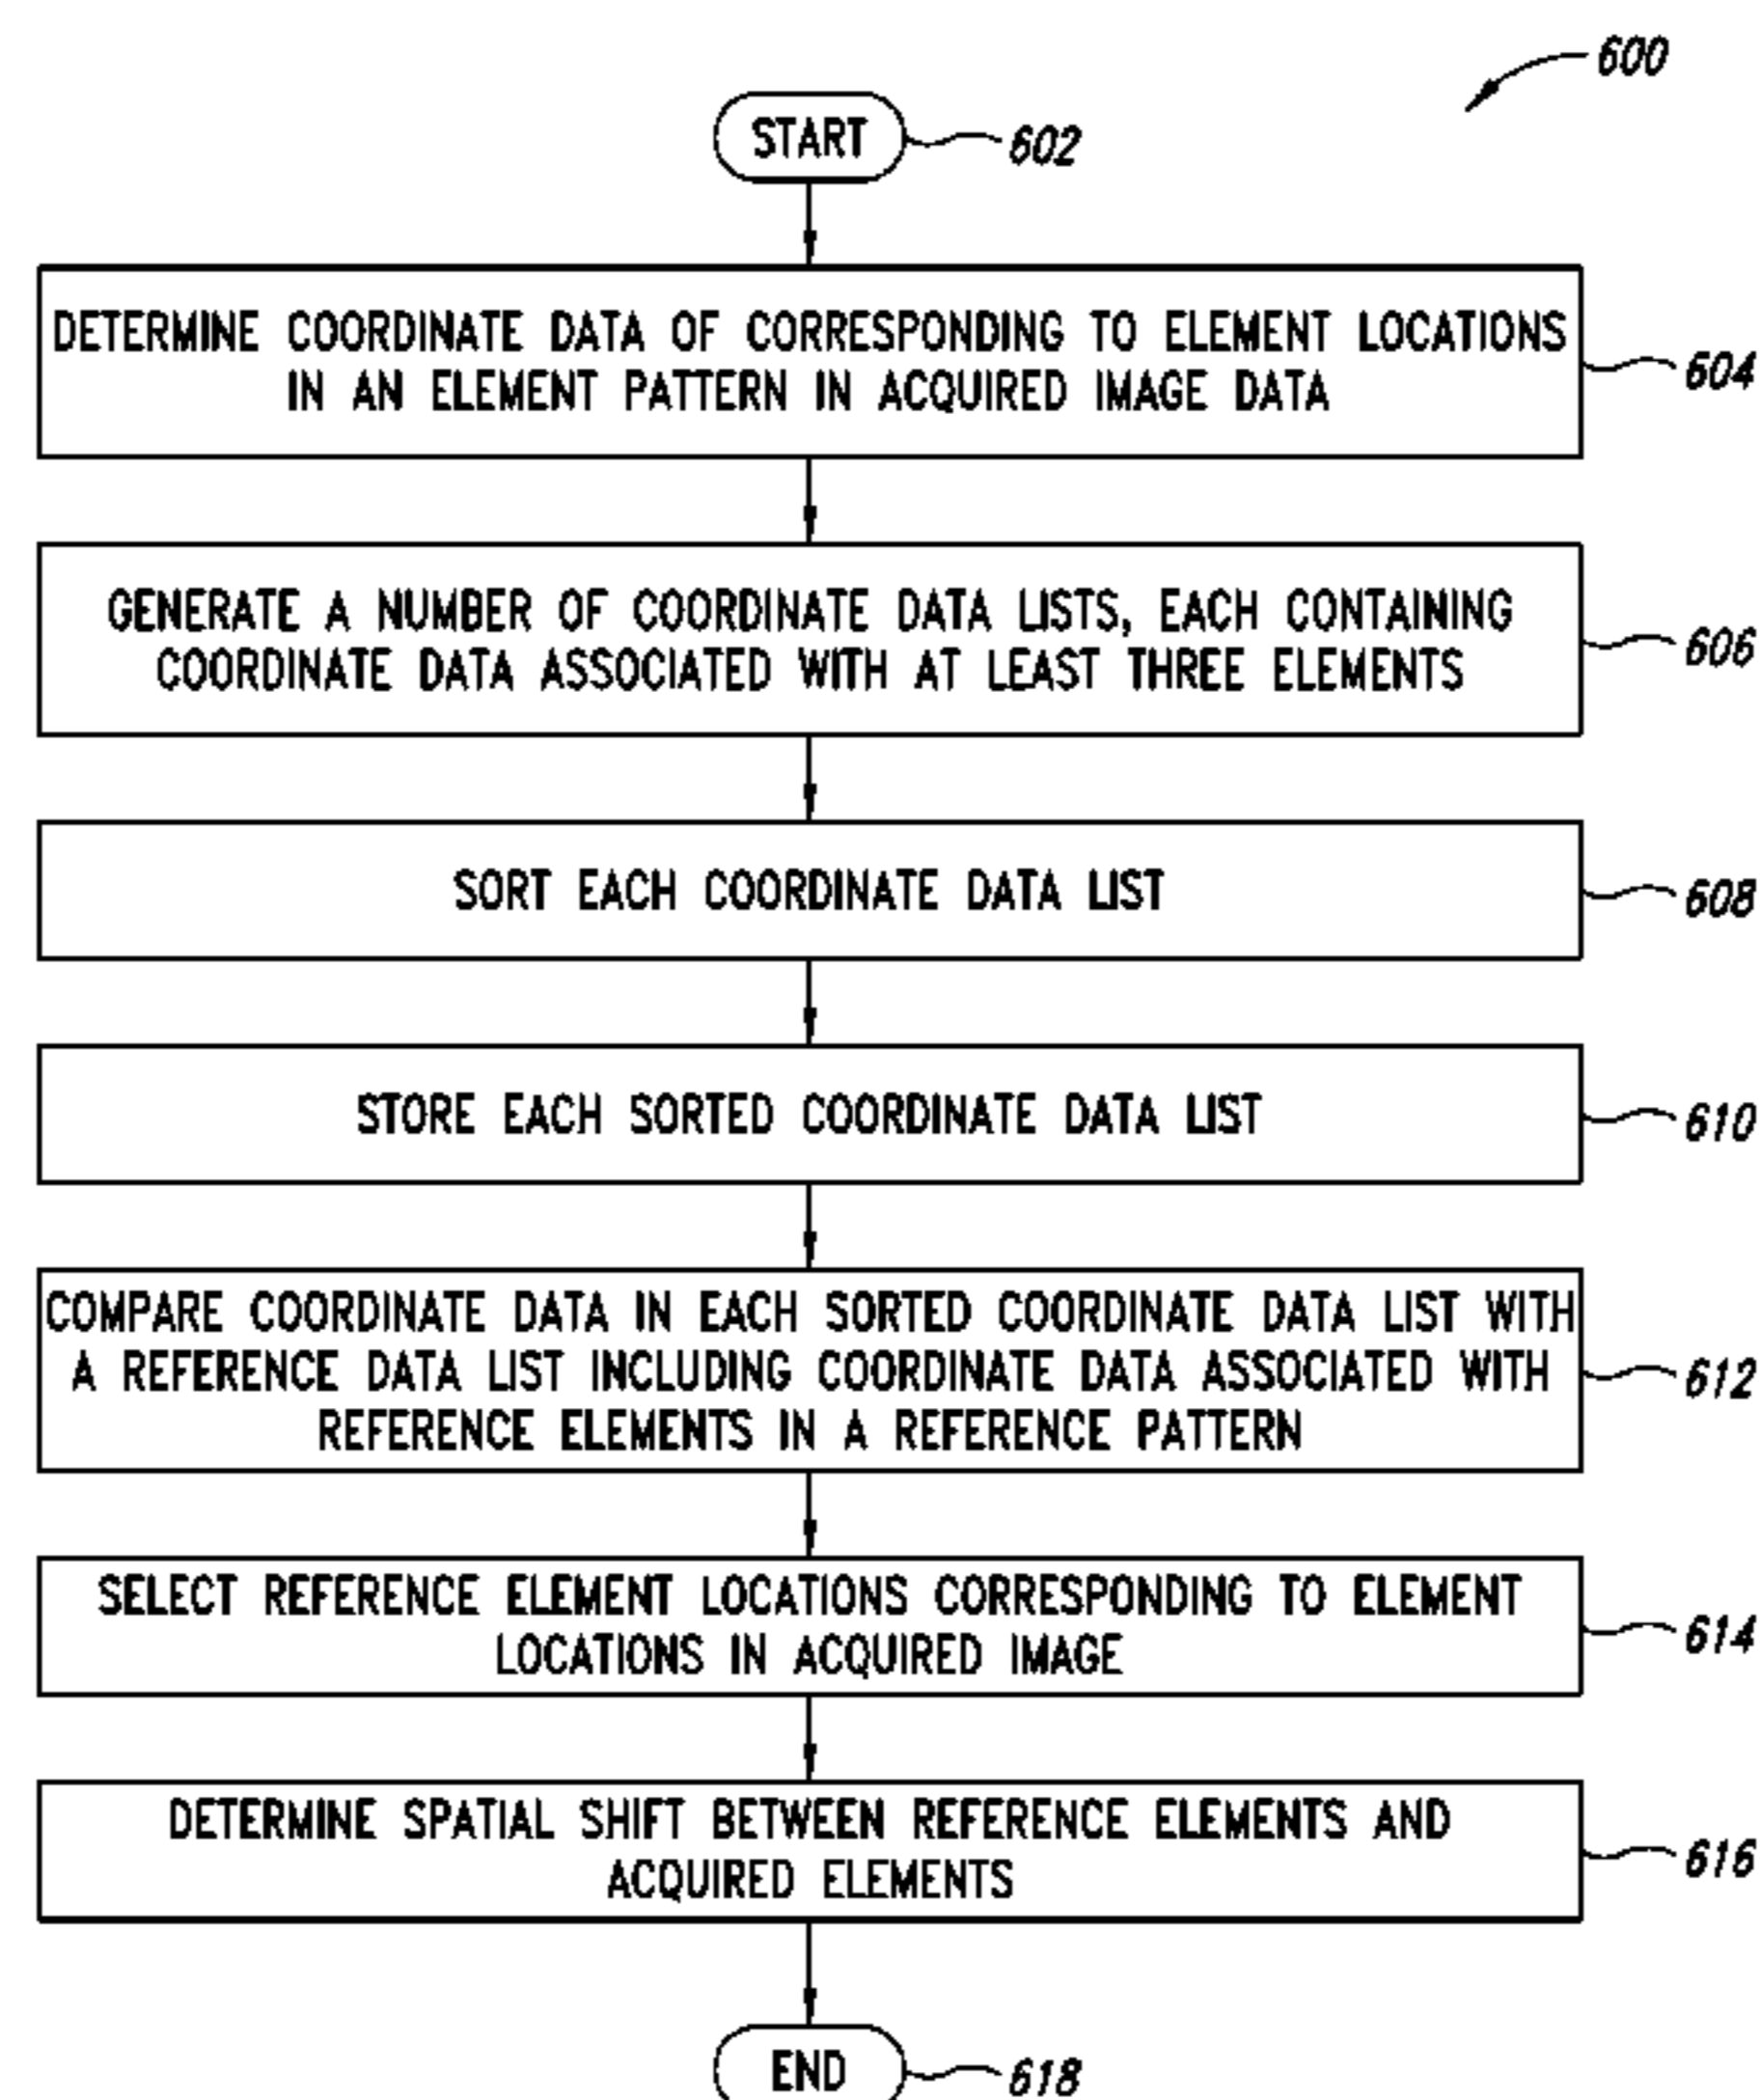 600
START
602
DETERMINE COORDINATE DATA OF CORRESPONDING TO ELEMENT LOCATIONS
IN AN ELEMENT PATTERN IN ACQUIRED IMAGE DATA
604
GENERATE A NUMBER OF COORDINATE DATA LISTS, EACH CONTAINING
COORDINATE DATA ASSOCIATED WITH AT LEAST THREE ELEMENTS
606
SORT EACH COORDINATE DATA LIST
608
STORE EACH SORTED COORDINATE DATA LIST
610
COMPARE COORDINATE DATA IN EACH SORTED COORDINATE DATA LIST WITH
A REFERENCE DATA LIST INCLUDING COORDINATE DATA ASSOCIATED WITH
REFERENCE ELEMENTS IN A REFERENCE PATTERN
612
SELECT REFERENCE ELEMENT LOCATIONS CORRESPONDING TO ELEMENT
LOCATIONS IN ACQUIRED IMAGE
614
DETERMINE SPATIAL SHIFT BETWEEN REFERENCE ELEMENTS AND
ACQUIRED ELEMENTS
616
END
618